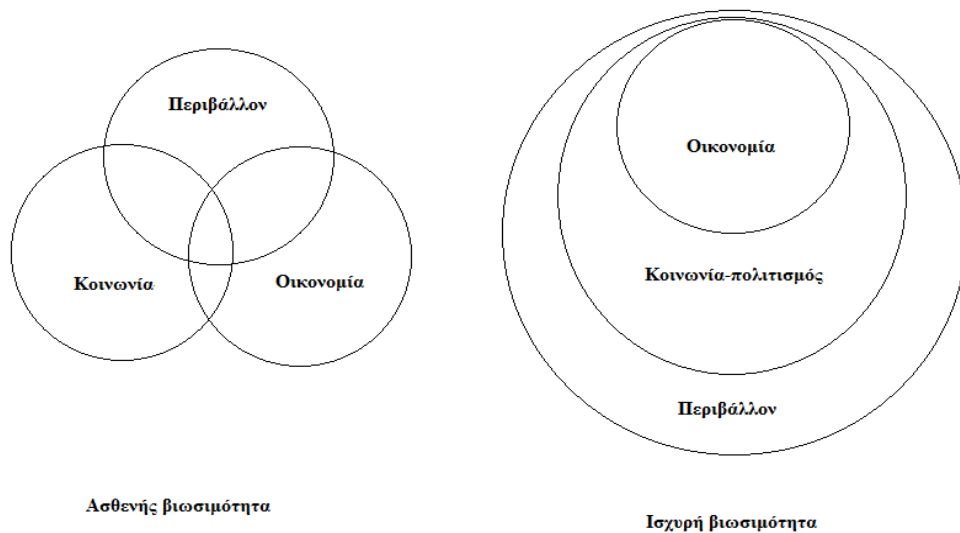 Περιβάλλον
Κοινωνία
Οικονομία
Ασθενής βιωσιμότητα
Οικονομία
Κοινωνία-πολιτισμός
Περιβάλλον
Ισχυρή βιωσιμότητα